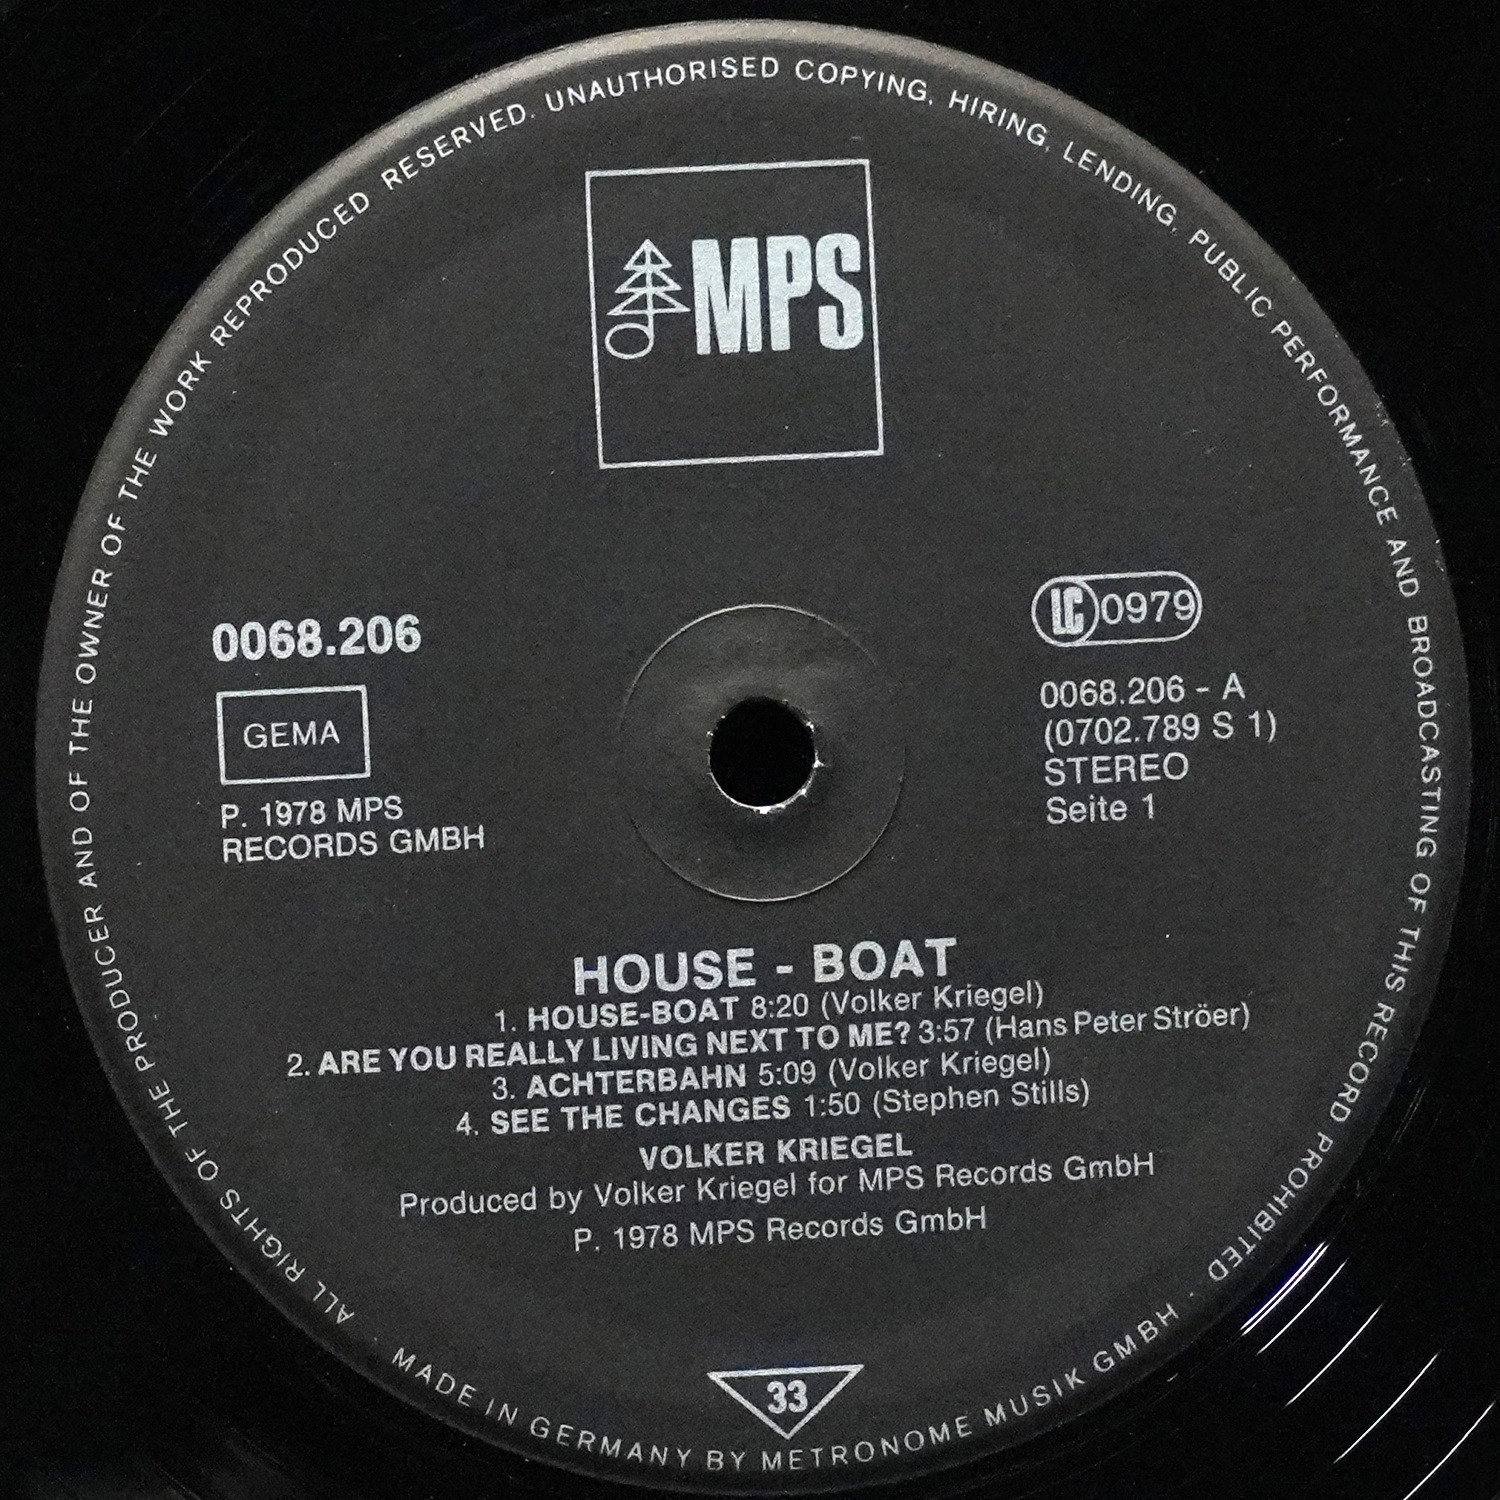 ALL RIGHTS OF THE PRODUCER AND OF THE OWNER OF THE WORK REPRODUCED RESERVED. UNAUTHORISED COPYING, HIRING, LENDING, PUBLIC PERFORMANCE AND BROADCASTING OF THIS RECORD PROHIBITED ·
MPS
0068.206
GEMA
P. 1978 MPS
RECORDS GMBH
LC 0979
0068.206 - A
(0702.789 S 1)
STEREO
Seite 1
HOUSE - BOAT
1. HOUSE-BOAT 8:20 (Volker Kriegel)
2. ARE YOU REALLY LIVING NEXT TO ME? 3:57 (Hans Peter Ströer)
3. ACHTERBAHN 5:09 (Volker Kriegel)
4. SEE THE CHANGES 1:50 (Stephen Stills)
VOLKER KRIEGEL
Produced by Volker Kriegel for MPS Records GmbH
P. 1978 MPS Records GmbH
33
MADE IN GERMANY BY METRONOME MUSIK GMBH ·